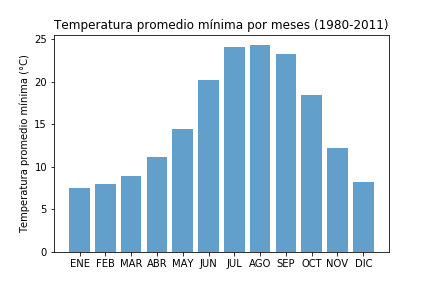 Temperatura promedio mínima por meses (1980-2011)
Temperatura promedio mínima (°C)
25
20
15
10
5
0
ENE FEB MAR ABR MAY JUN JUL AGO SEP OCT NOV DIC